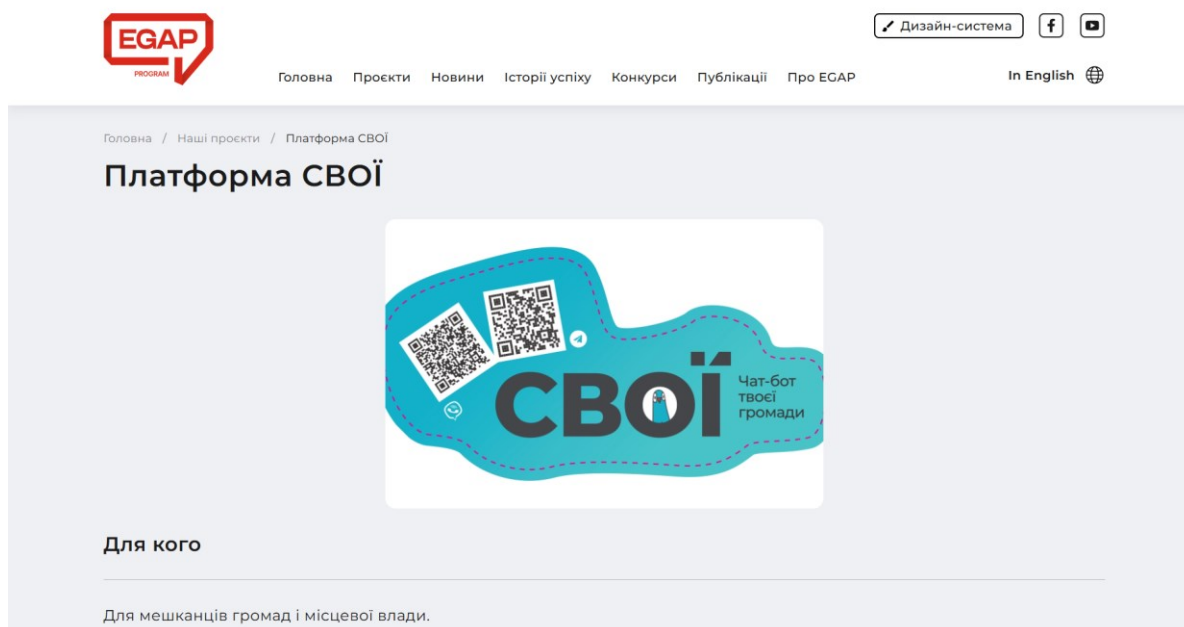 EGAP
PROGRAM
Дизайн-система
Головна Проєкти Новини Історії успіху Конкурси Публікації Про EGAP In English
Головна / Наші проєкти / Платформа СВОЇ
Платформа СВОЇ
СВОЇ
Чат-бот
твоєї
громади
Для кого
Для мешканців громад і місцевої влади.